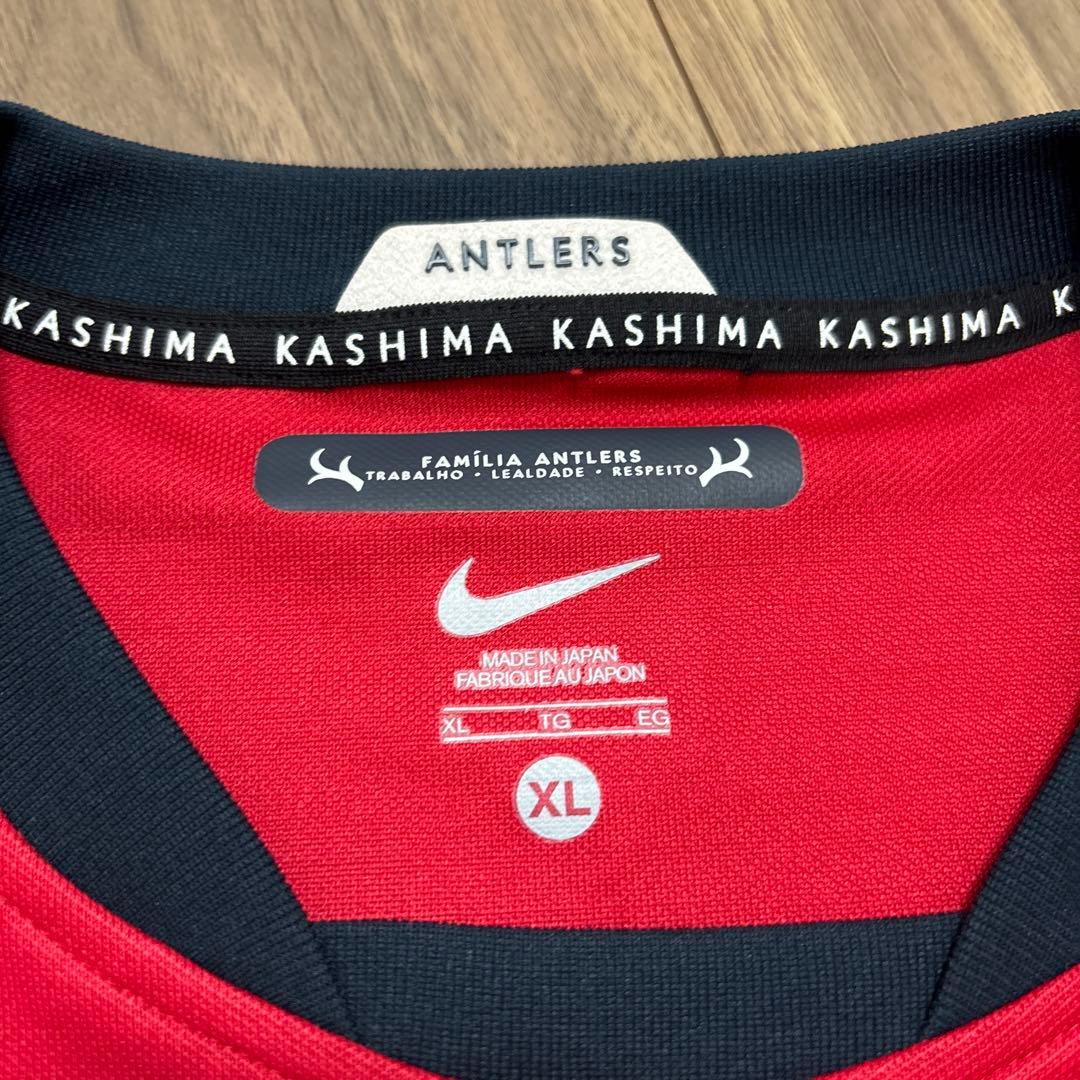 ANTLERS
KASHIMA KASHIMA KASHIMA KASHIMA K
FAMÍLIA ANTLERS
TRABALHO • LEALDADE • RESPEITO
MADE IN JAPAN
FABRIQUE AU JAPON
XL TG EG
XL